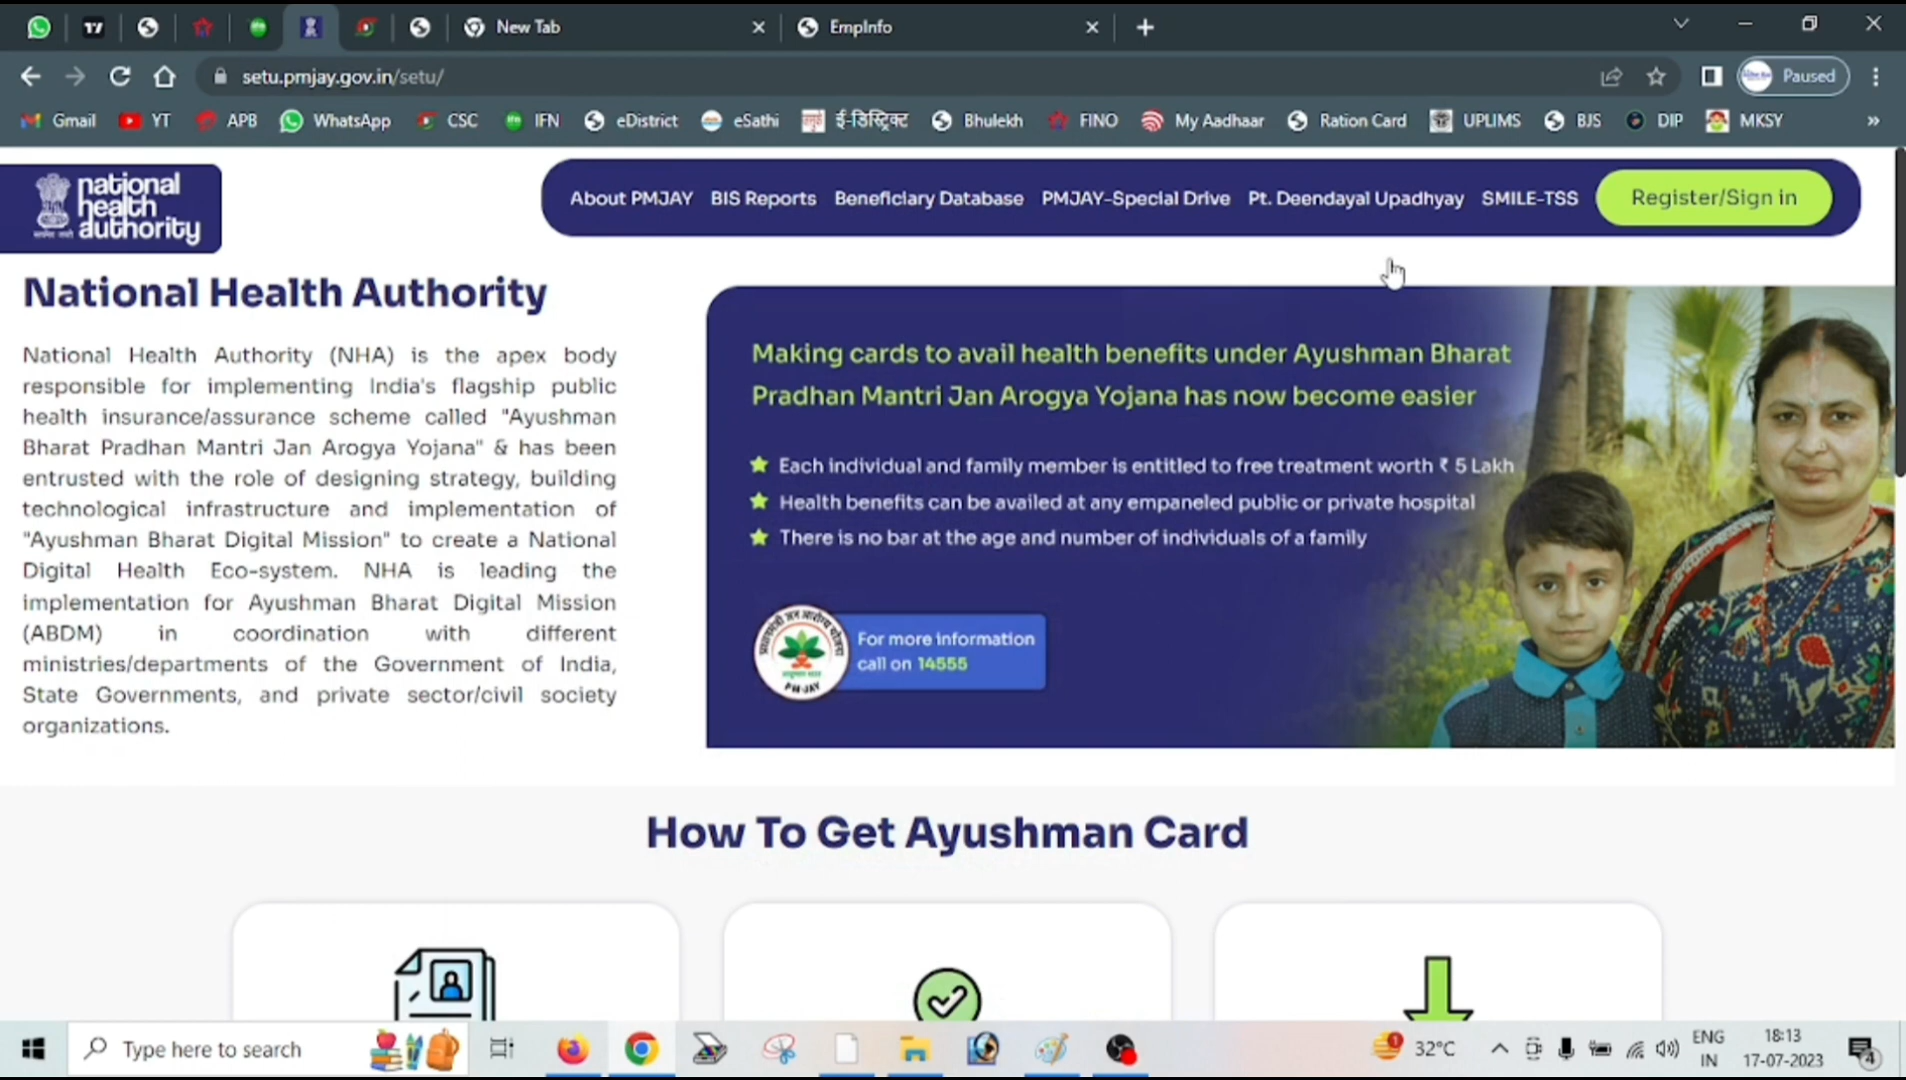 New Tab
EmpInfo
setu.pmjay.gov.in/setu/
Paused
Gmail
YT
APB
WhatsApp
CSC
IFN
eDistrict
eSathi
ई-डिस्ट्रिक्ट
Bhulekh
FINO
My Aadhaar
Ration Card
UPLIMS
BJS
DIP
MKSY
»
national
health
authority
About PMJAY
BIS Reports
Beneficiary Database
PMJAY-Special Drive
Pt. Deendayal Upadhyay
SMILE-TSS
Register/Sign in
National Health Authority
National Health Authority (NHA) is the apex body
responsible for implementing India's flagship public
health insurance/assurance scheme called "Ayushman
Bharat Pradhan Mantri Jan Arogya Yojana" & has been
entrusted with the role of designing strategy, building
technological infrastructure and implementation of
"Ayushman Bharat Digital Mission" to create a National
Digital Health Eco-system. NHA is leading the
implementation for Ayushman Bharat Digital Mission
(ABDM) in coordination with different
ministries/departments of the Government of India,
State Governments, and private sector/civil society
organizations.
Making cards to avail health benefits under Ayushman Bharat
Pradhan Mantri Jan Arogya Yojana has now become easier
Each individual and family member is entitled to free treatment worth ₹ 5 Lakh
Health benefits can be availed at any empaneled public or private hospital
There is no bar at the age and number of individuals of a family
प्रधानमंत्री जन आरोग्य योजना
PM-JAY
For more information
call on 14555
How To Get Ayushman Card
Type here to search
1
32°C
ENG
IN
18:13
17-07-2023
4